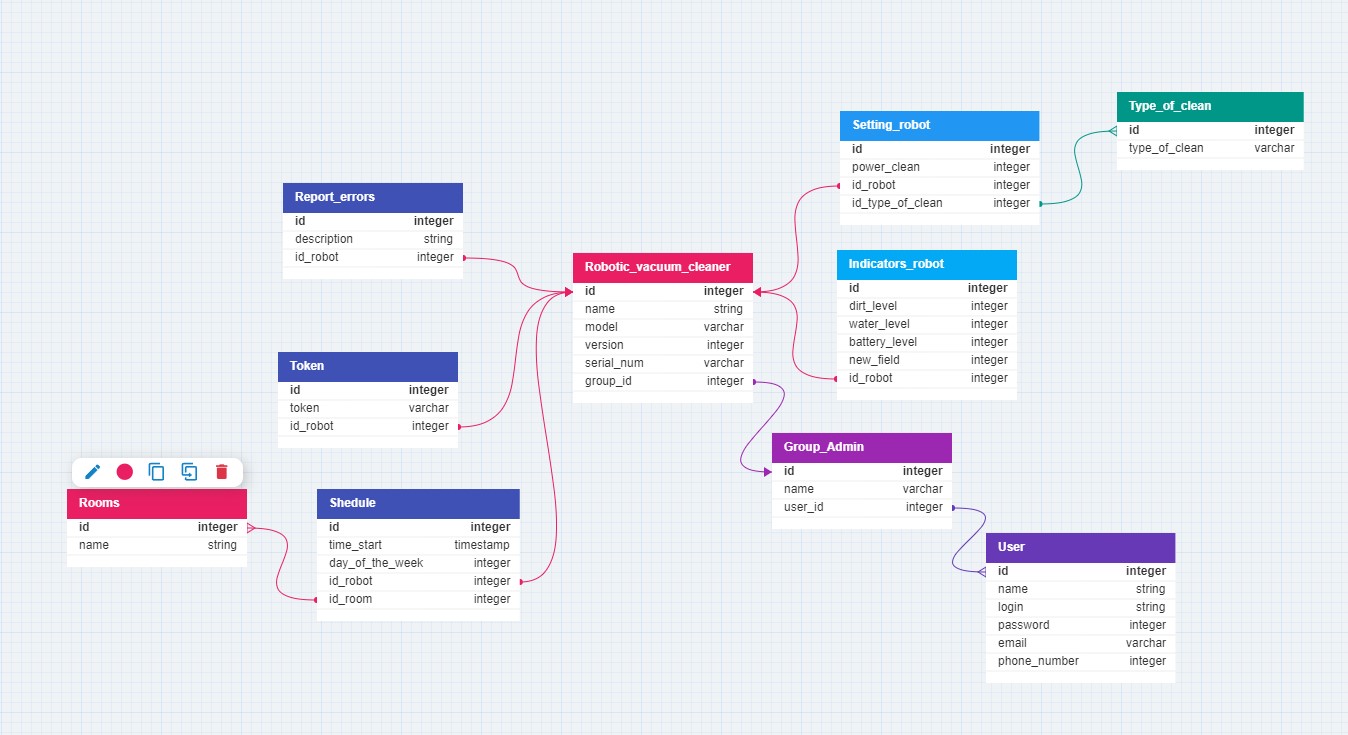 Type_of_clean
id integer
type_of_clean varchar
Setting_robot
id integer
power_clean integer
id_robot integer
id_type_of_clean integer
Report_errors
id integer
description string
id_robot integer
Robotic_vacuum_cleaner
id integer
name string
model varchar
version integer
serial_num varchar
group_id integer
Indicators_robot
id integer
dirt_level integer
water_level integer
battery_level integer
new_field integer
id_robot integer
Token
id integer
token varchar
id_robot integer
Group_Admin
id integer
name varchar
user_id integer
Rooms
id integer
name string
Shedule
id integer
time_start timestamp
day_of_the_week integer
id_robot integer
id_room integer
User
id integer
name string
login string
password integer
email varchar
phone_number integer